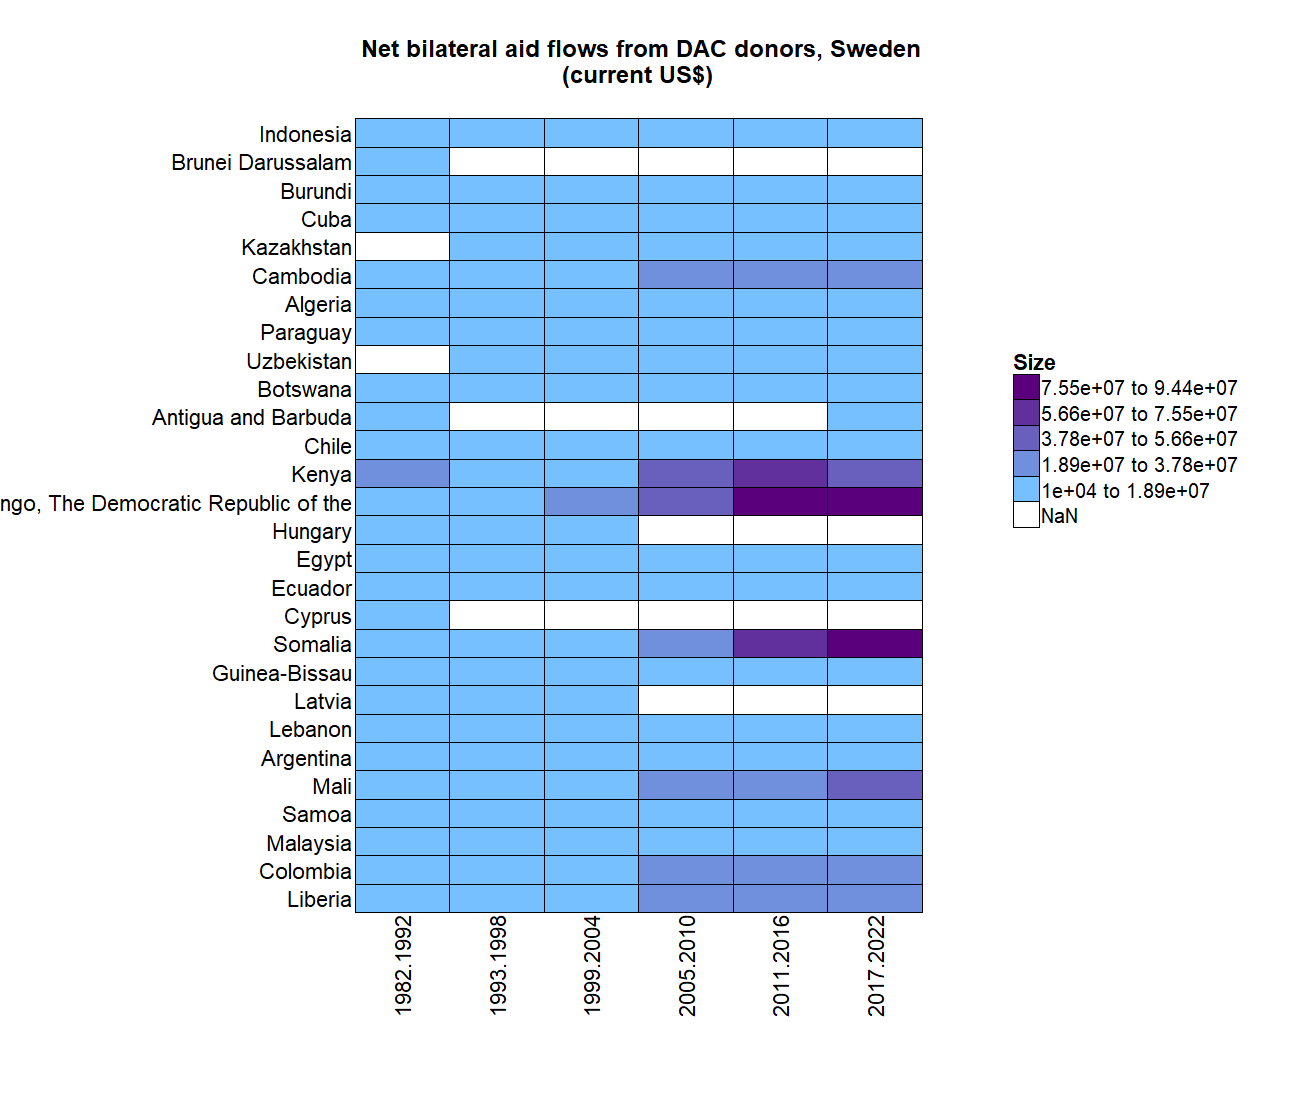 Net bilateral aid flows from DAC donors, Sweden
(current US$)
Indonesia
Brunei Darussalam
Burundi
Cuba
Kazakhstan
Cambodia
Algeria
Paraguay
Uzbekistan
Botswana
Antigua and Barbuda
Chile
Kenya
ngo, The Democratic Republic of the
Hungary
Egypt
Ecuador
Cyprus
Somalia
Guinea-Bissau
Latvia
Lebanon
Argentina
Mali
Samoa
Malaysia
Colombia
Liberia
1982.1992
1993.1998
1999.2004
2005.2010
2011.2016
2017.2022
Size
7.55e+07 to 9.44e+07
5.66e+07 to 7.55e+07
3.78e+07 to 5.66e+07
1.89e+07 to 3.78e+07
1e+04 to 1.89e+07
NaN